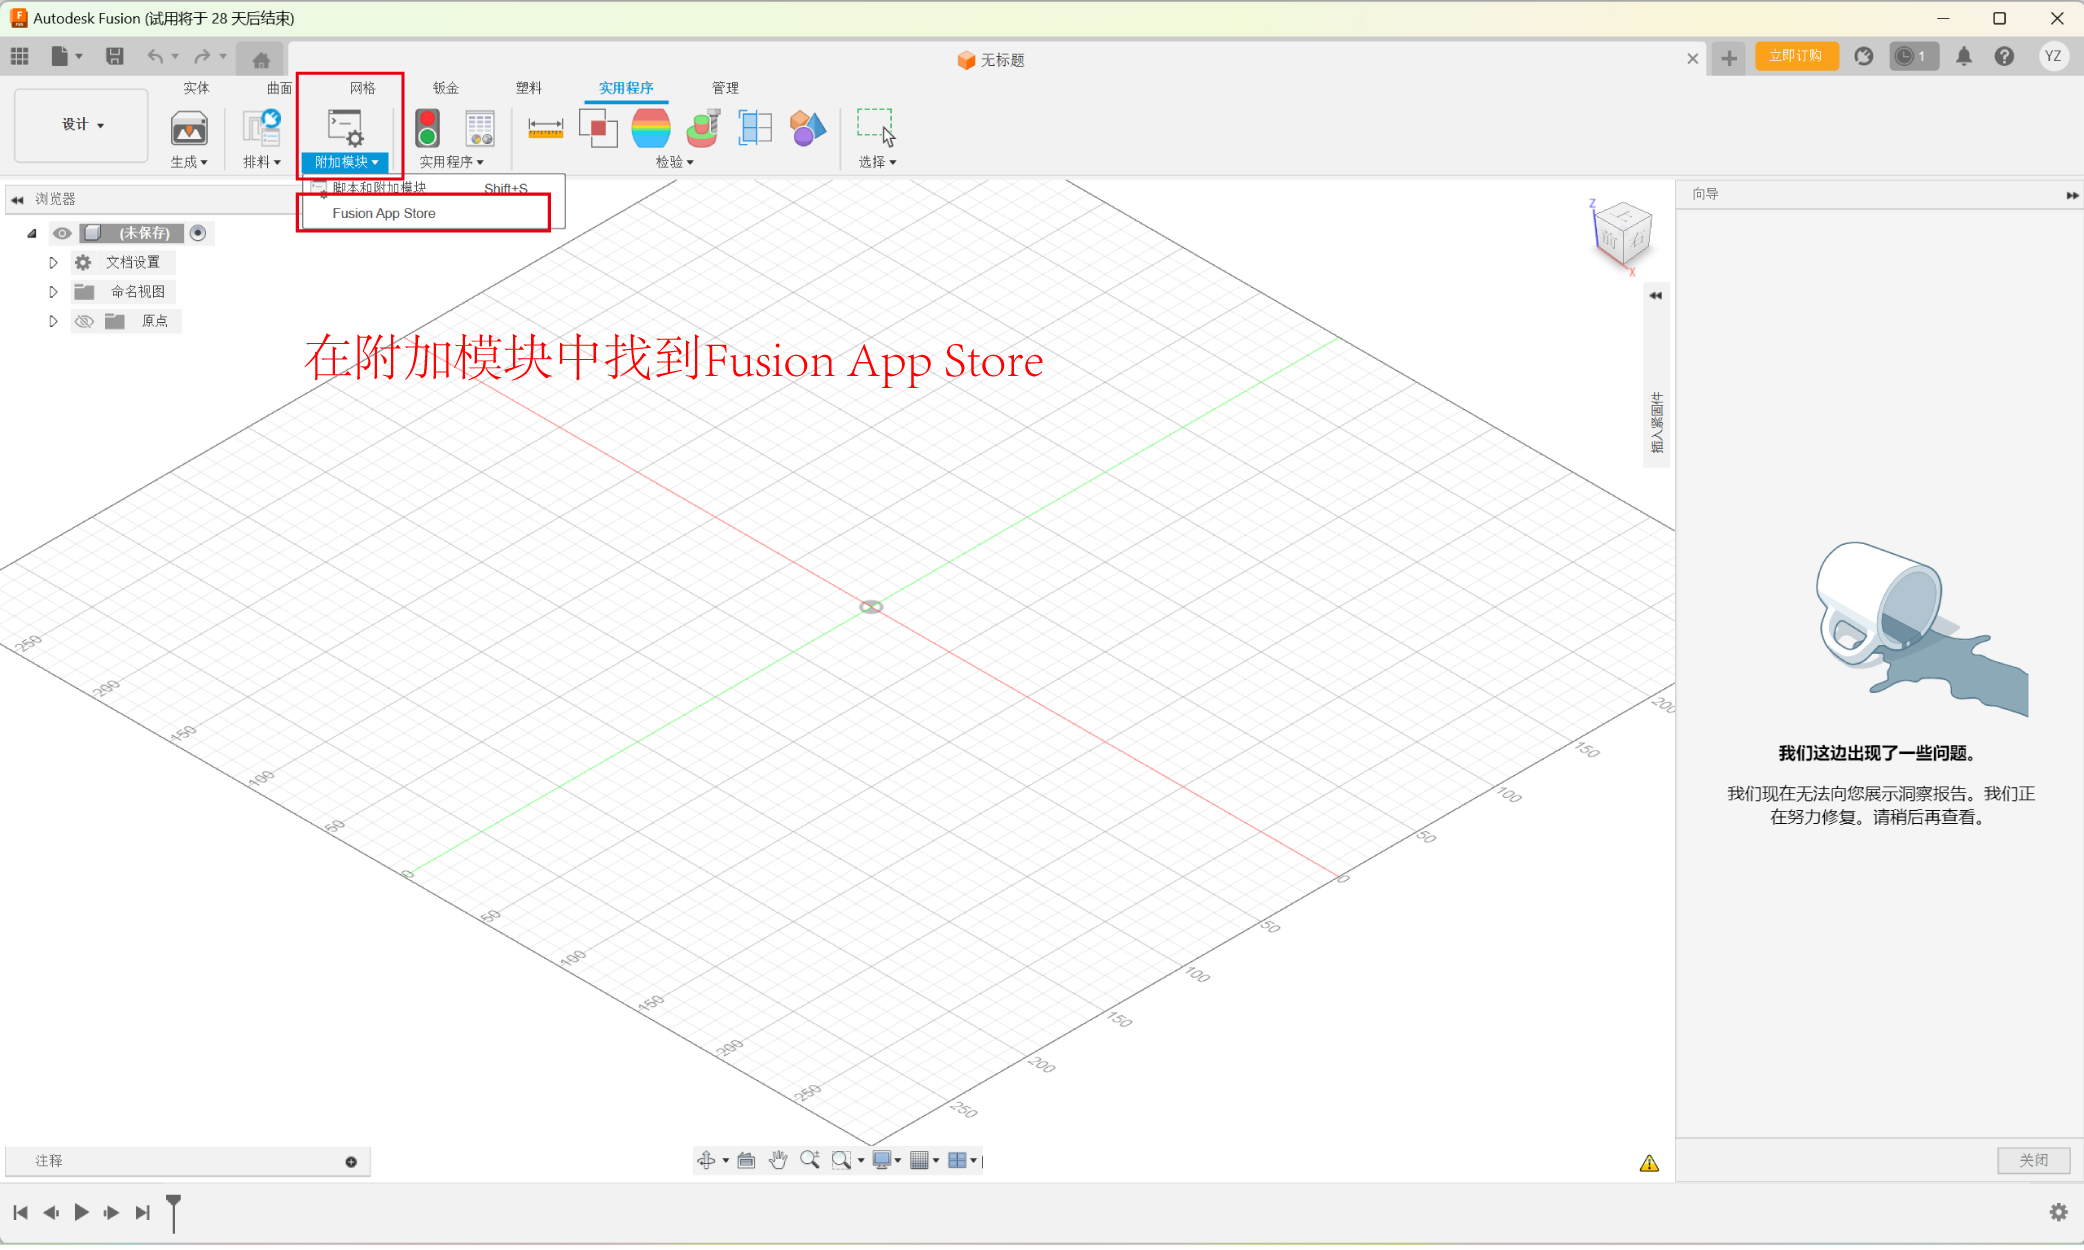 Autodesk Fusion (试用将于 28 天后结束)
无标题
立即订购
1
YZ
实体
曲面
网格
钣金
塑料
实用程序
管理
设计
生成
排料
附加模块
实用程序
检验
选择
脚本和附加模块 Shift+S
Fusion App Store
浏览器
(未保存)
文档设置
命名视图
原点
在附加模块中找到Fusion App Store
Z
上
前
右
X
插入紧固件
250
200
150
100
50
0
50
100
150
200
250
200
150
100
50
0
50
100
150
200
250
向导
我们这边出现了一些问题。
我们现在无法向您展示洞察报告。我们正
在努力修复。请稍后再查看。
关闭
注释